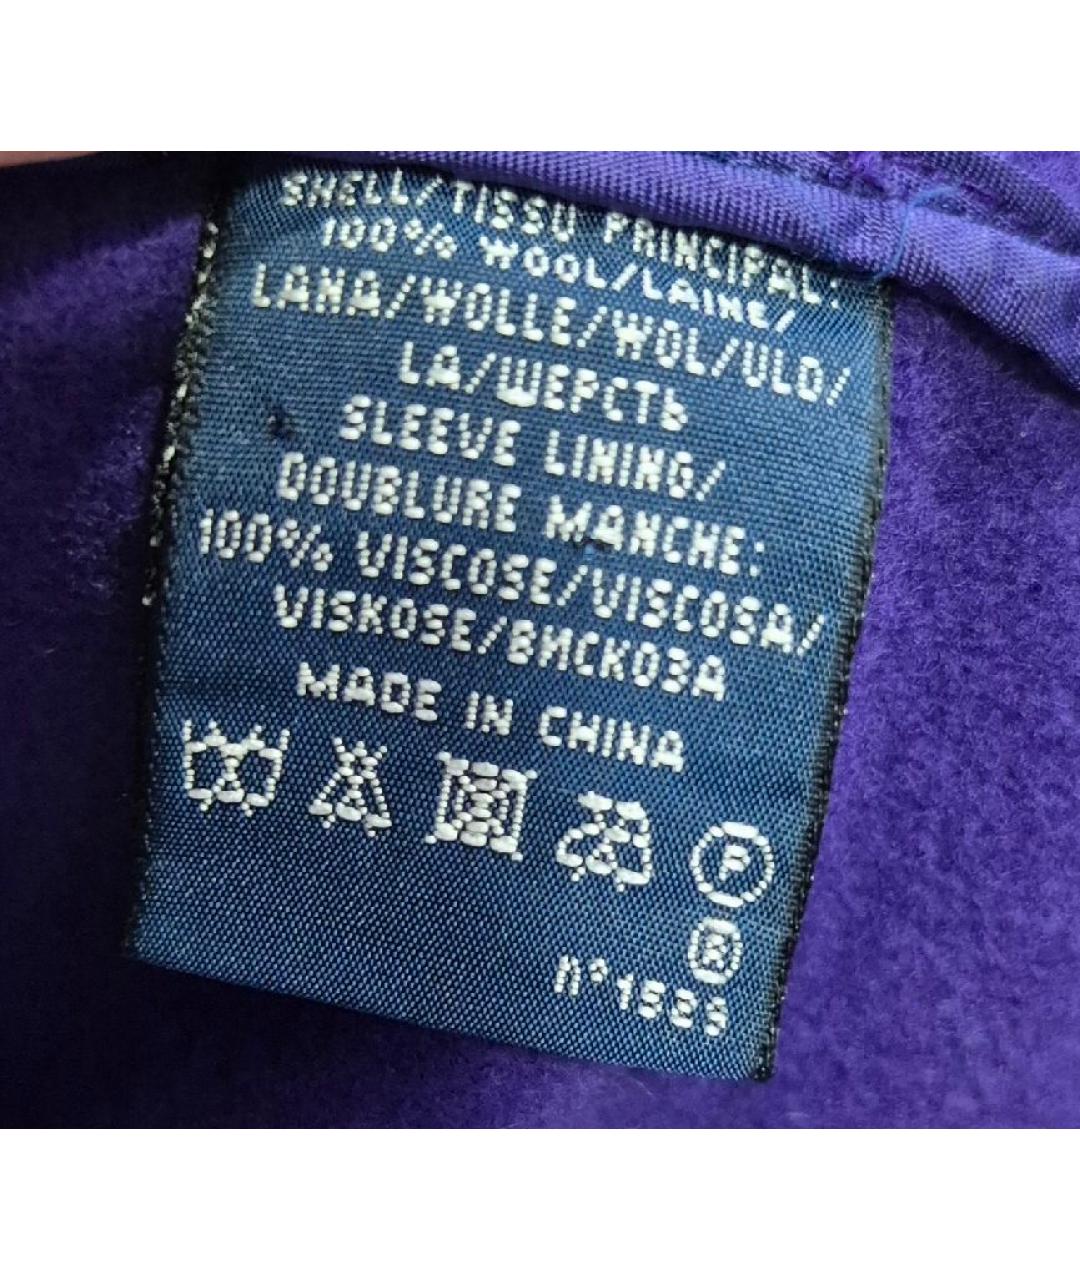 SHELL/TISSU PRINCIPAL:
100% WOOL/LAINE/
LANA/WOLLE/WOL/ULD/
LA/ШЕРСТЬ
SLEEVE LINING/
DOUBLURE MANCHE:
100% VISCOSE/VISCOSA/
VISKOSE/ВИСКОЗА
MADE IN CHINA
P
R
N°